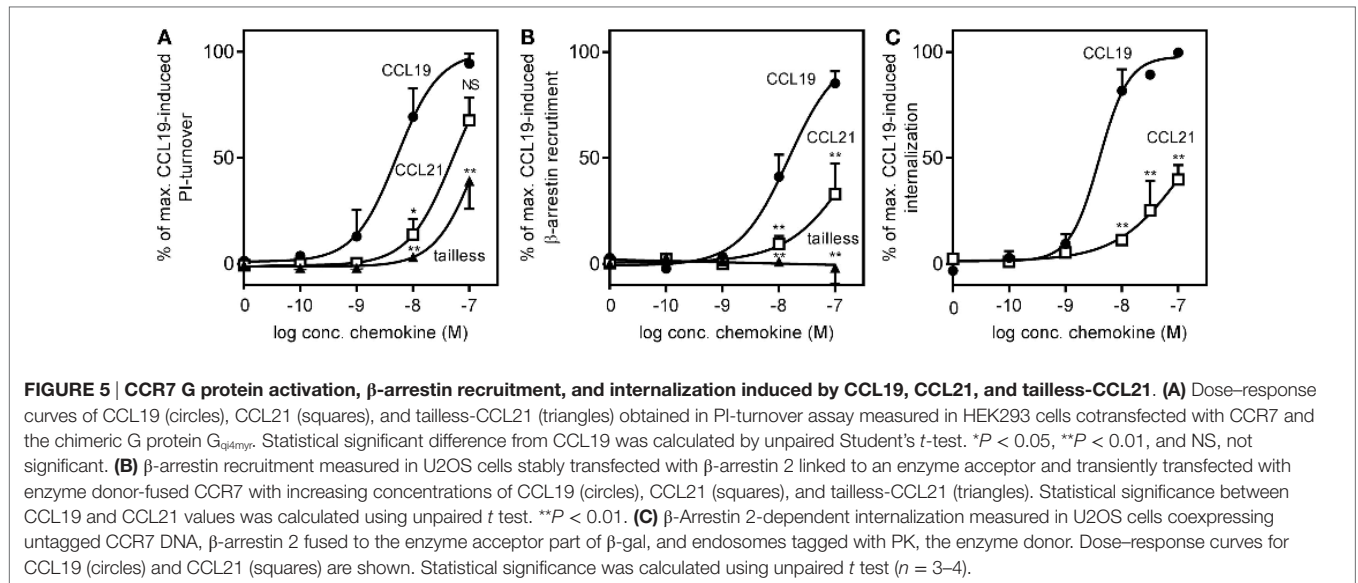 A
% of max. CCL19-induced
PI-turnover
100
50
0
CCL19
NS
CCL21
*
**
**
tailless
0 -10 -9 -8 -7
log conc. chemokine (M)
B
% of max. CCL19-induced
β-arrestin recrutiment
100
50
0
CCL19
CCL21
**
**
tailless
**
**
0 -10 -9 -8 -7
log conc. chemokine (M)
C
% of max. CCL19-induced
internalization
100
50
0
CCL19
CCL21
**
**
**
0 -10 -9 -8 -7
log conc. chemokine (M)
FIGURE 5 | CCR7 G protein activation, β-arrestin recruitment, and internalization induced by CCL19, CCL21, and tailless-CCL21. (A) Dose–response
curves of CCL19 (circles), CCL21 (squares), and tailless-CCL21 (triangles) obtained in PI-turnover assay measured in HEK293 cells cotransfected with CCR7 and
the chimeric G protein Gqi4myr. Statistical significant difference from CCL19 was calculated by unpaired Student's t-test. *P < 0.05, **P < 0.01, and NS, not
significant. (B) β-arrestin recruitment measured in U2OS cells stably transfected with β-arrestin 2 linked to an enzyme acceptor and transiently transfected with
enzyme donor-fused CCR7 with increasing concentrations of CCL19 (circles), CCL21 (squares), and tailless-CCL21 (triangles). Statistical significance between
CCL19 and CCL21 values was calculated using unpaired t test. **P < 0.01. (C) β-Arrestin 2-dependent internalization measured in U2OS cells coexpressing
untagged CCR7 DNA, β-arrestin 2 fused to the enzyme acceptor part of β-gal, and endosomes tagged with PK, the enzyme donor. Dose–response curves for
CCL19 (circles) and CCL21 (squares) are shown. Statistical significance was calculated using unpaired t test (n = 3–4).